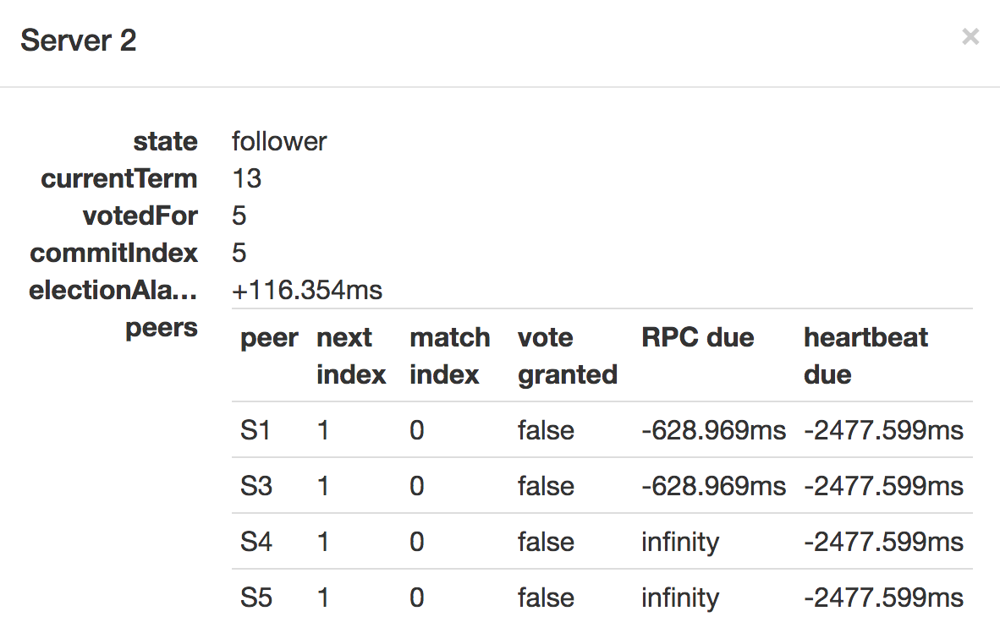 Server 2 ×
state follower
currentTerm 13
votedFor 5
commitIndex 5
electionAla... +116.354ms
peers
peer next index match index vote granted RPC due heartbeat due
S1 1 0 false -628.969ms -2477.599ms
S3 1 0 false -628.969ms -2477.599ms
S4 1 0 false infinity -2477.599ms
S5 1 0 false infinity -2477.599ms